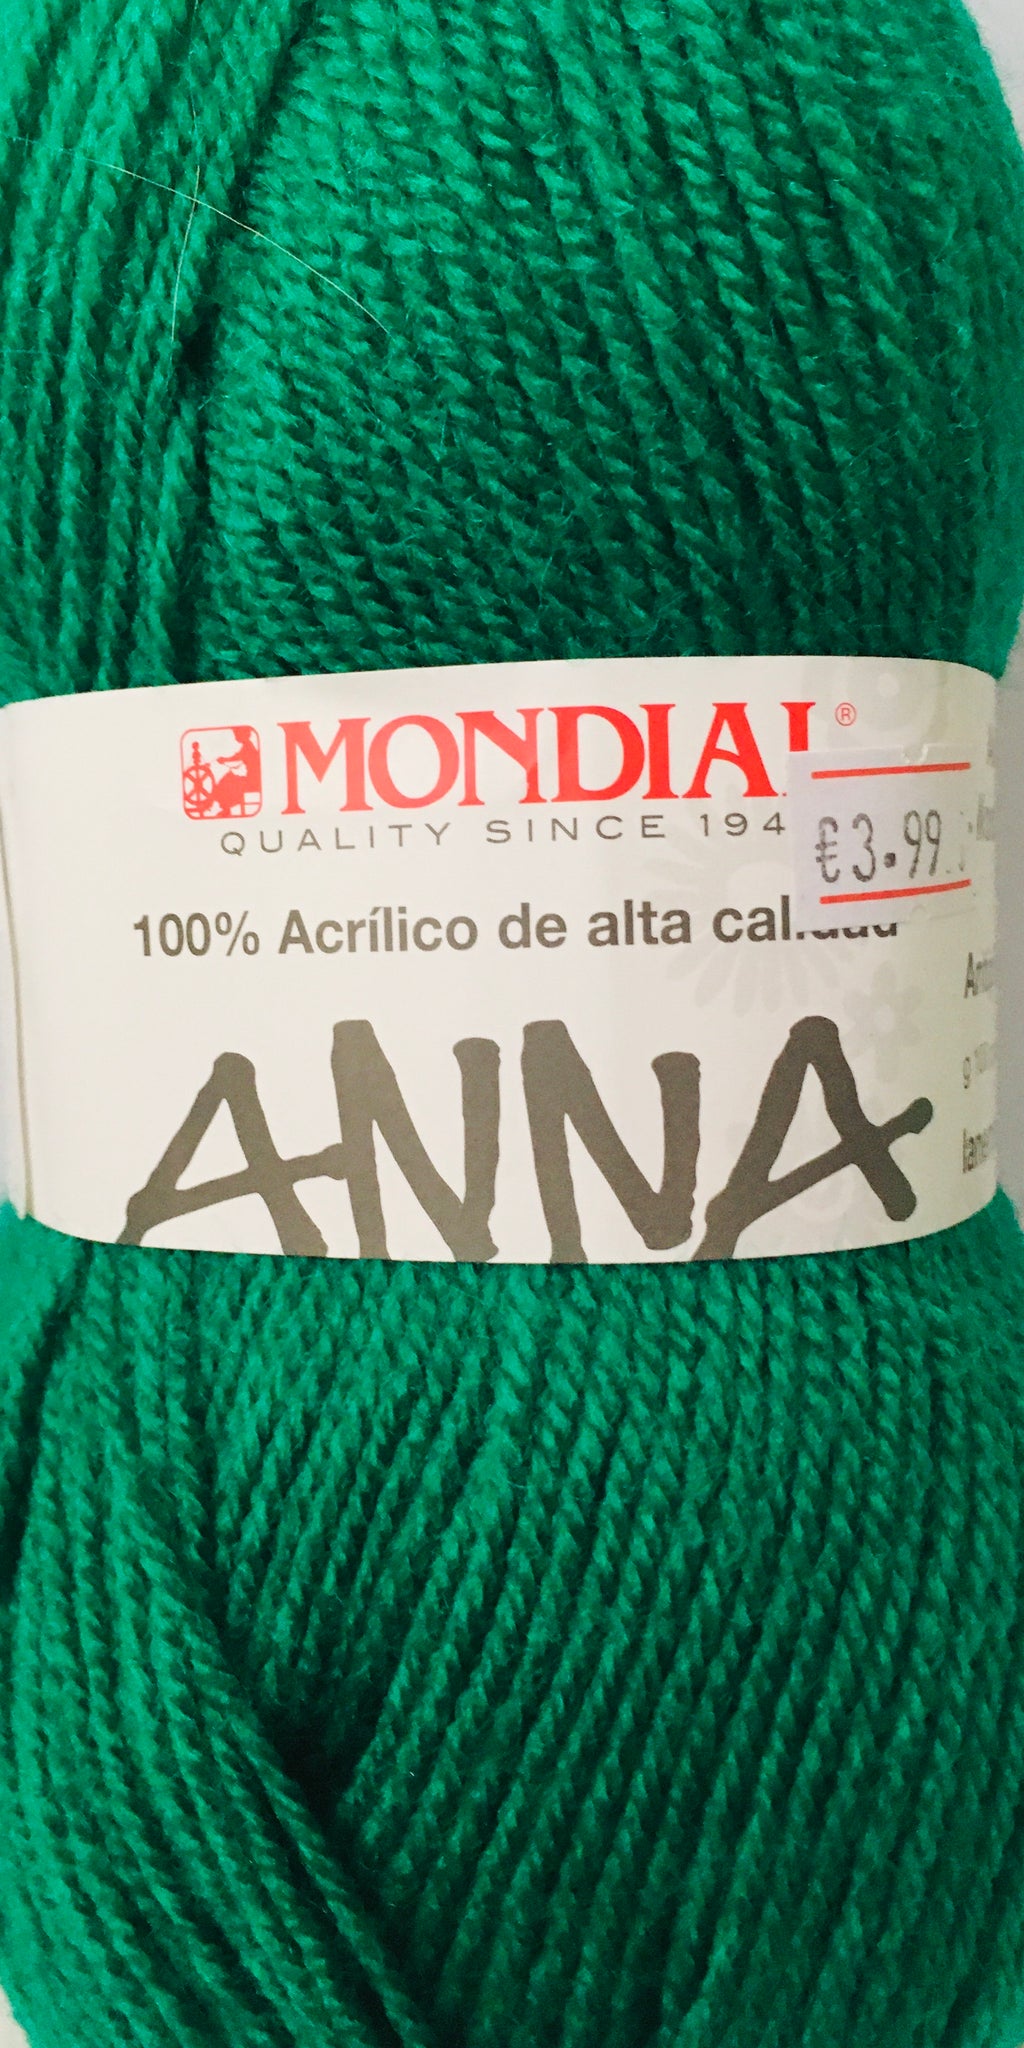 MONDIAL®
QUALITY SINCE 194
€3.99
100% Acrílico de alta calidad
ANNA